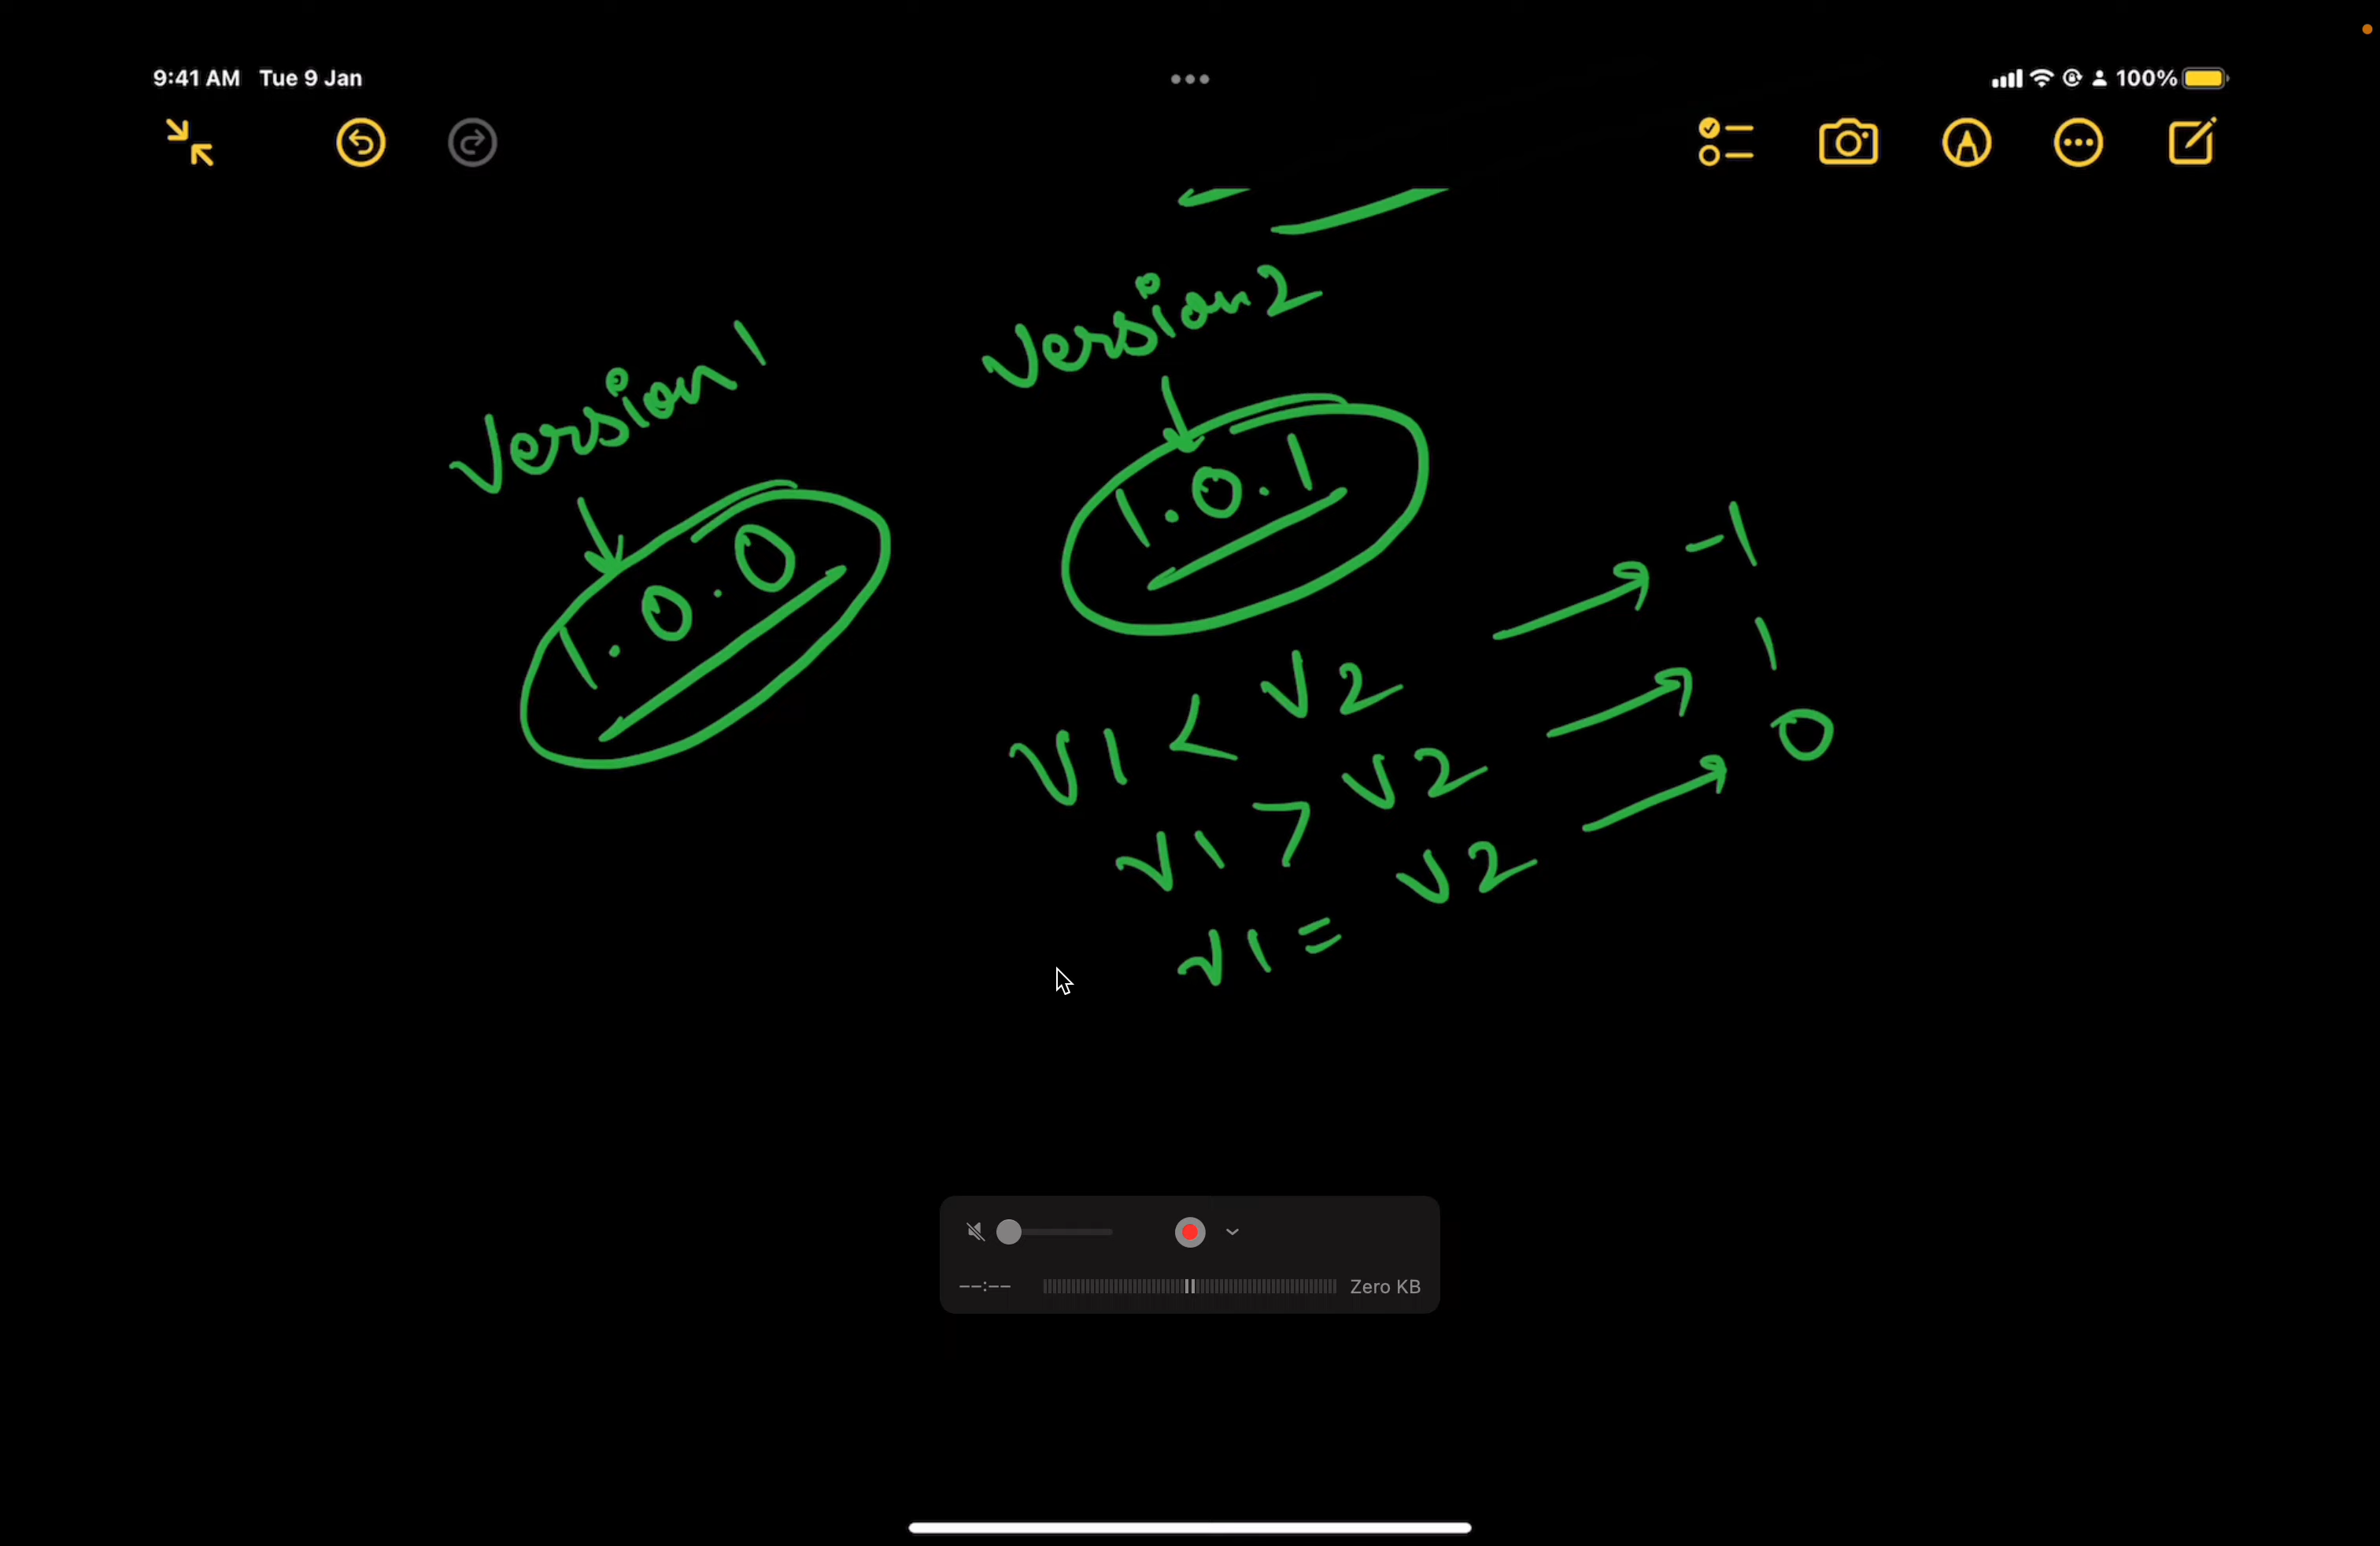 9:41 AM Tue 9 Jan
100%
Version 1
Version 2
1.0.0
1.0.1
V1 < V2 → -1
V1 > V2 → 1
V1 = V2 → 0
--:--
Zero KB